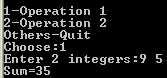 1-Operation 1
2-Operation 2
Others-Quit
Choose:1
Enter 2 integers:9 5
Sum=35